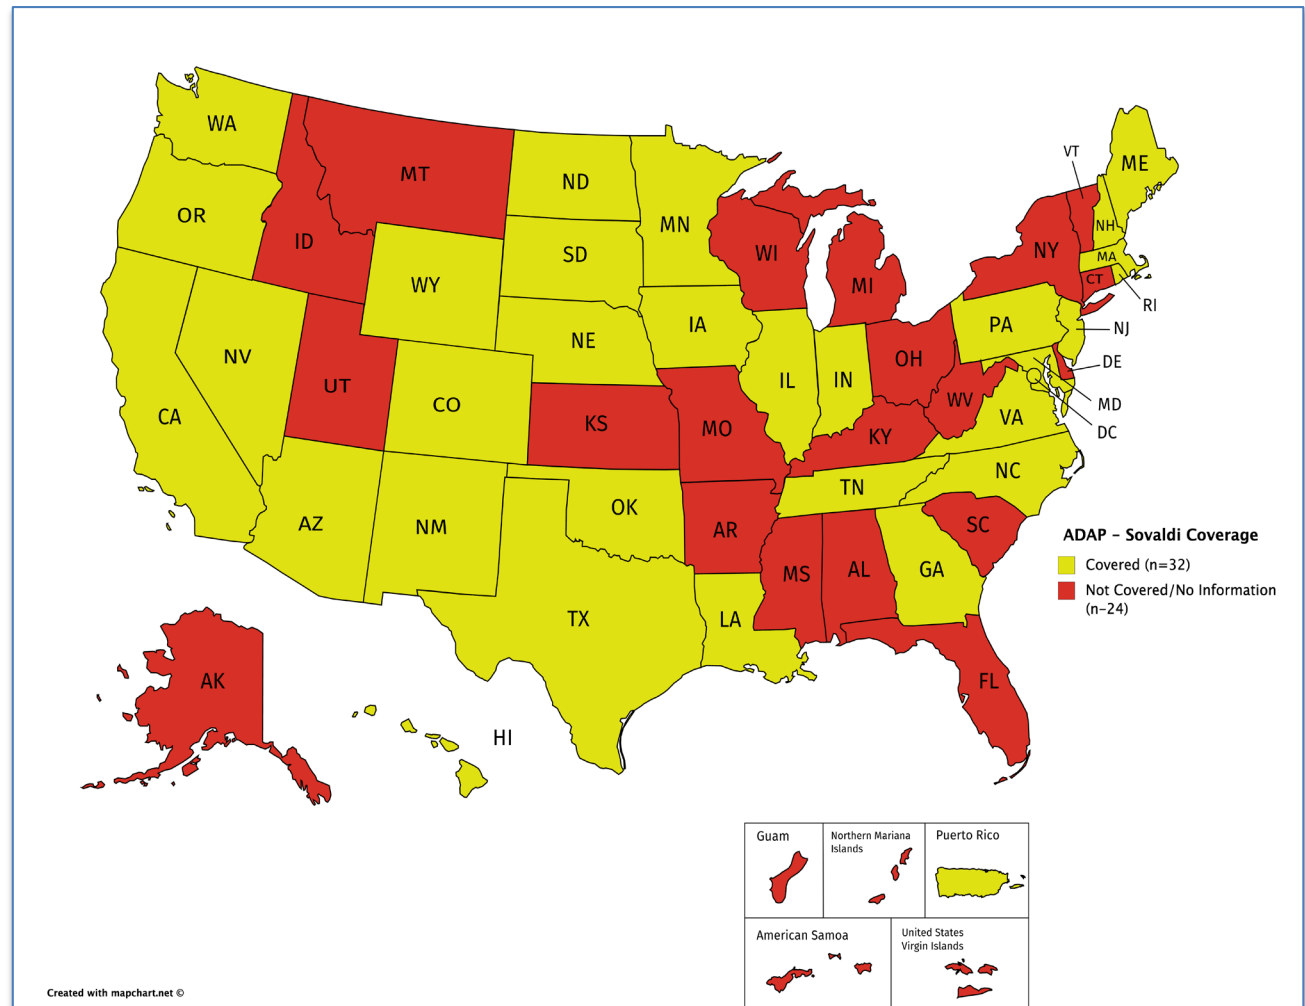 WA
VT
ME
MT
ND
OR
MN
NH
ID
SD
WI
NY
MA
CT
WY
MI
RI
IA
PA
NJ
NE
NV
OH
DE
UT
IL
IN
CO
WV
MD
CA
KS
MO
VA
DC
KY
NC
TN
AZ
NM
OK
AR
SC
ADAP – Sovaldi Coverage
Covered (n=32)
Not Covered/No Information
(n-24)
MS
AL
GA
TX
LA
AK
FL
HI
Guam
Northern Mariana
Islands
Puerto Rico
American Samoa
United States
Virgin Islands
Created with mapchart.net ©